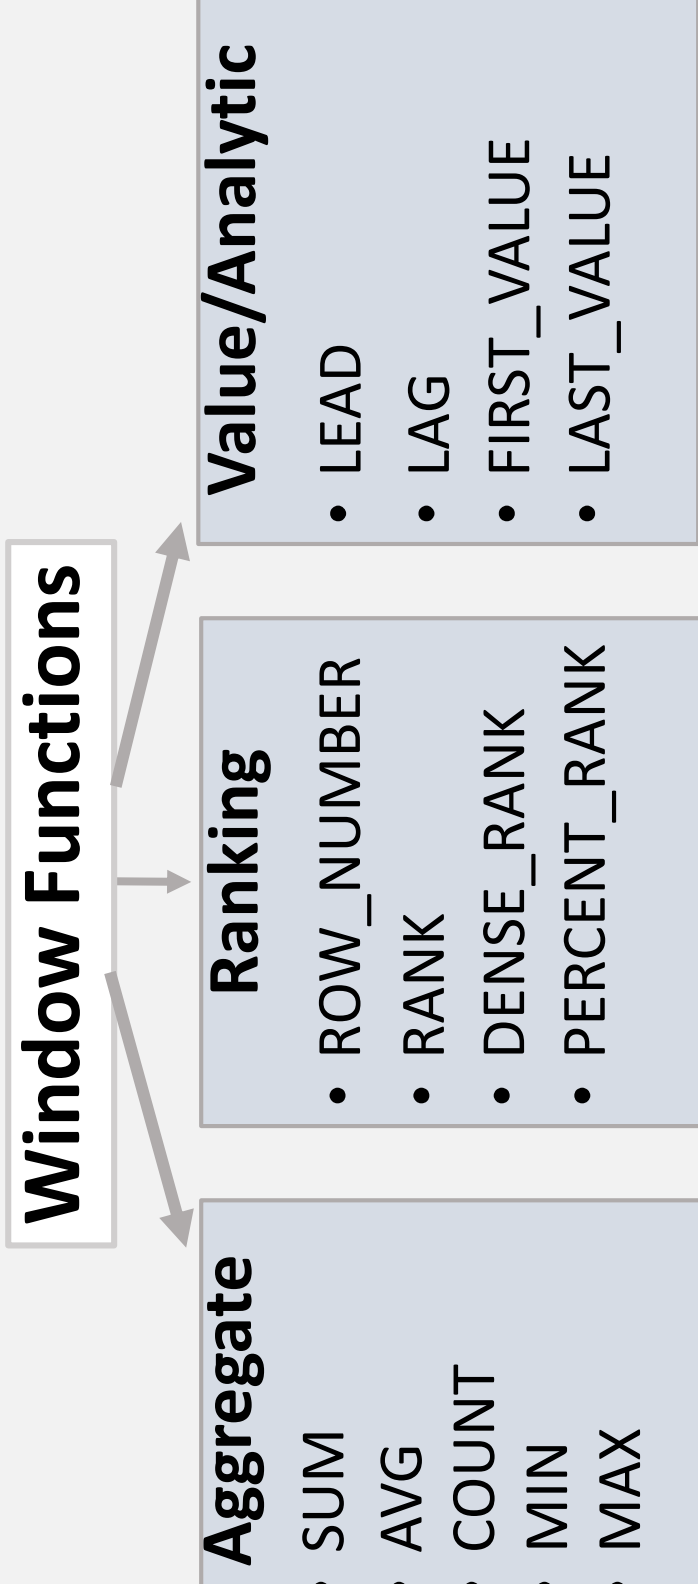 Window Functions
Aggregate
• SUM
• AVG
• COUNT
• MIN
• MAX
Ranking
• ROW_NUMBER
• RANK
• DENSE_RANK
• PERCENT_RANK
Value/Analytic
• LEAD
• LAG
• FIRST_VALUE
• LAST_VALUE